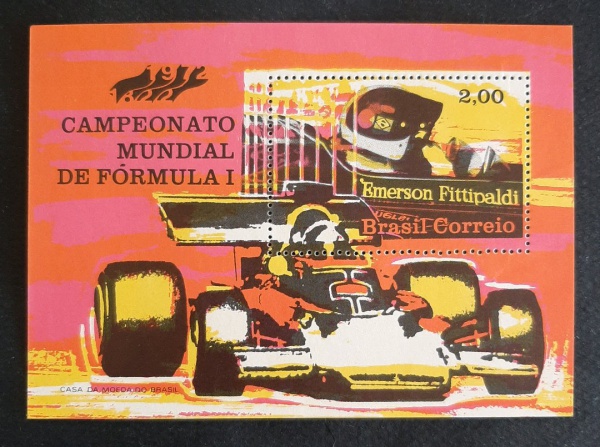 1972
CAMPEONATO
MUNDIAL
DE FÓRMULA I
2,00
Emerson Fittipaldi
Brasil Correio
CASA DA MOEDA DO BRASIL